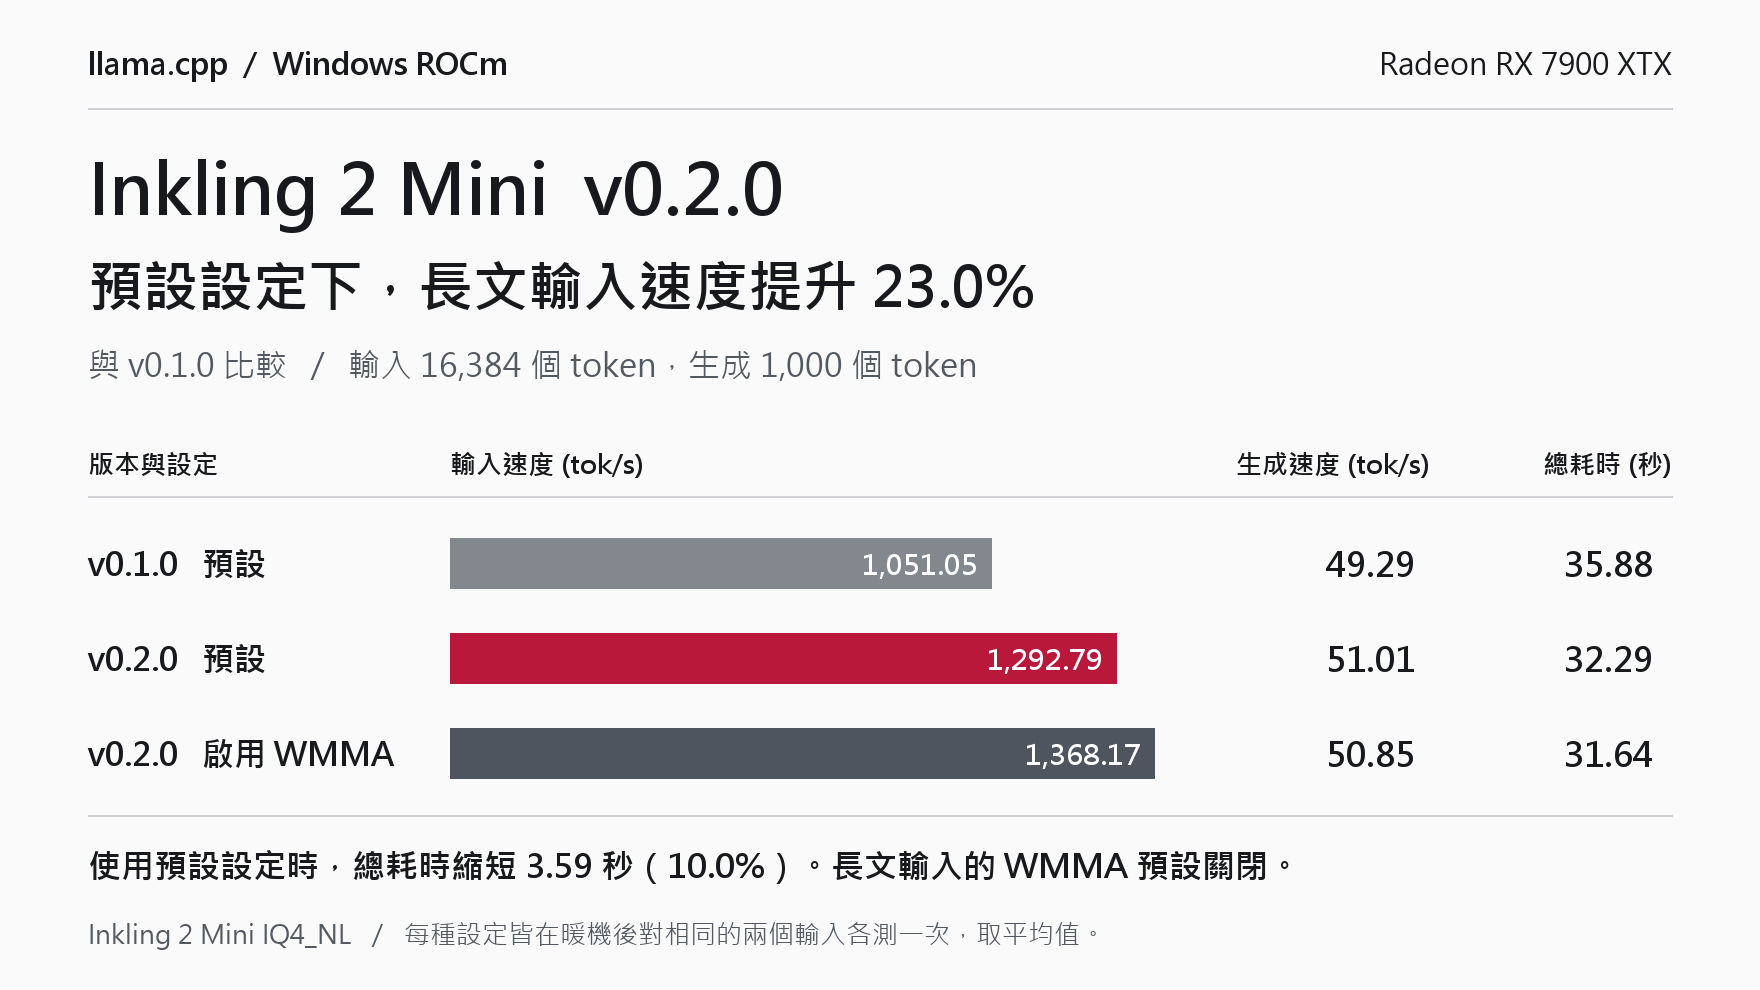 llama.cpp / Windows ROCm
Radeon RX 7900 XTX
Inkling 2 Mini v0.2.0
預設設定下，長文輸入速度提升 23.0%
與 v0.1.0 比較 / 輸入 16,384 個 token，生成 1,000 個 token
版本與設定 輸入速度 (tok/s) 生成速度 (tok/s) 總耗時 (秒)
v0.1.0 預設 1,051.05 49.29 35.88
v0.2.0 預設 1,292.79 51.01 32.29
v0.2.0 啟用 WMMA 1,368.17 50.85 31.64
使用預設設定時，總耗時縮短 3.59 秒（10.0%）。長文輸入的 WMMA 預設關閉。
Inkling 2 Mini IQ4_NL / 每種設定皆在暖機後對相同的兩個輸入各測一次，取平均值。